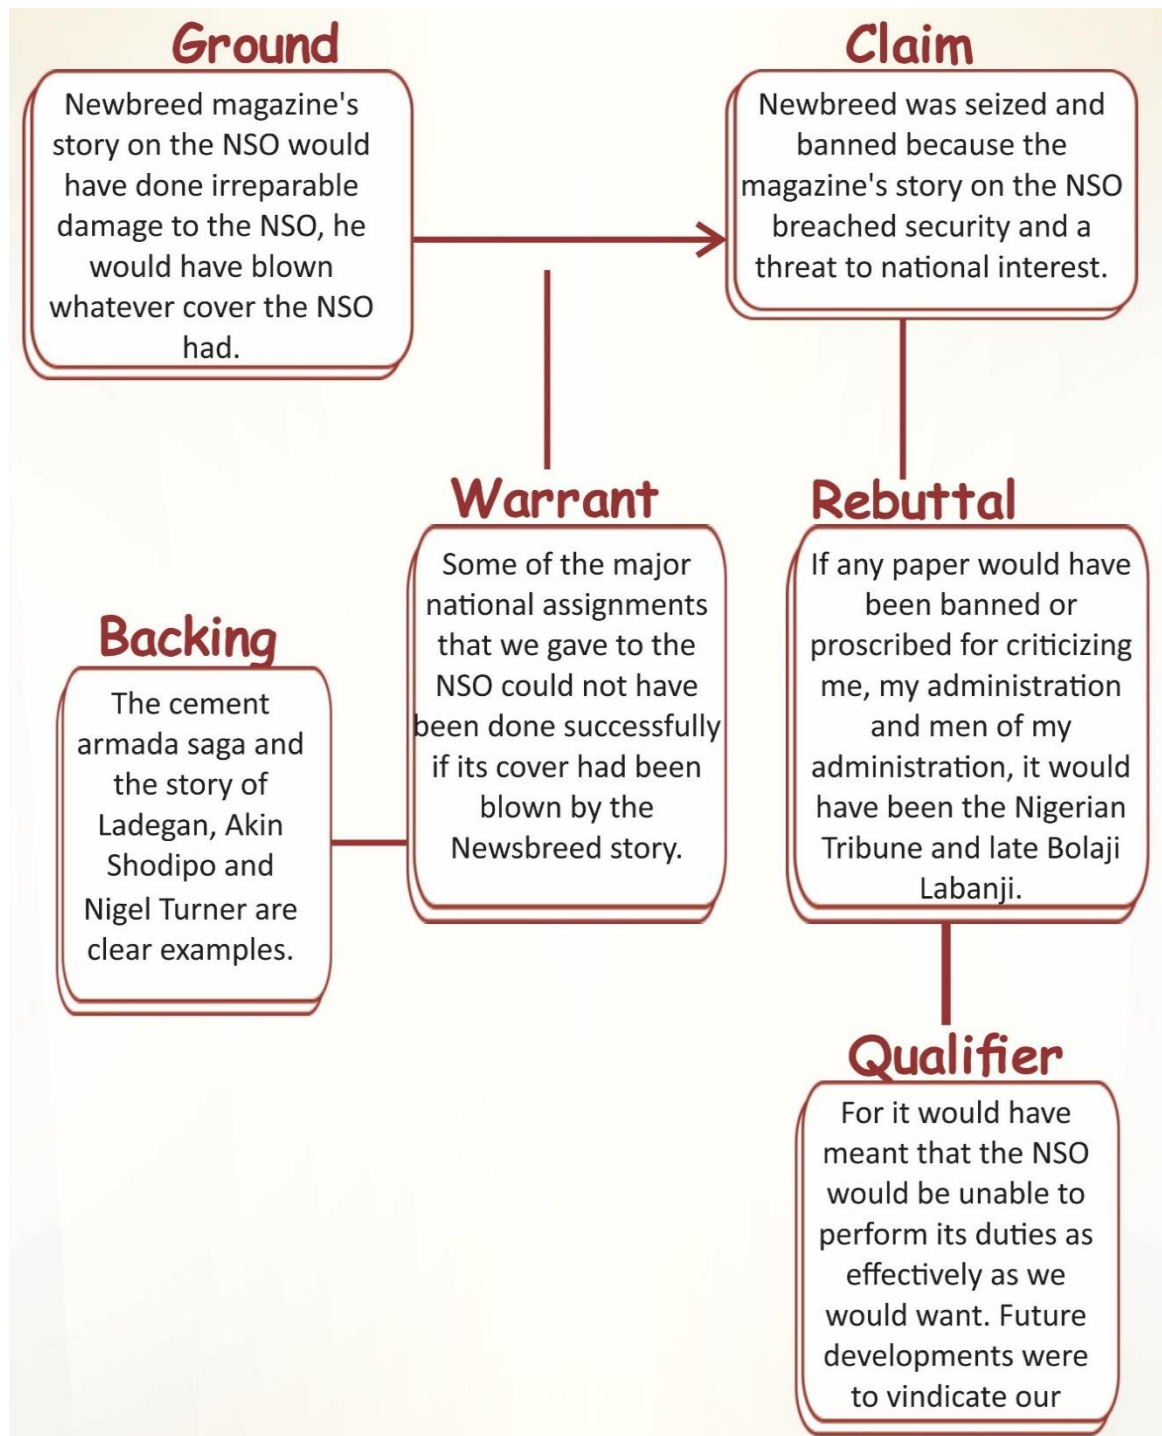 Ground
Newbreed magazine's
story on the NSO would
have done irreparable
damage to the NSO, he
would have blown
whatever cover the NSO
had.
Claim
Newbreed was seized and
banned because the
magazine's story on the NSO
breached security and a
threat to national interest.
Warrant
Some of the major
national assignments
that we gave to the
NSO could not have
been done successfully
if its cover had been
blown by the
Newsbreed story.
Rebuttal
If any paper would have
been banned or
proscribed for criticizing
me, my administration
and men of my
administration, it would
have been the Nigerian
Tribune and late Bolaji
Labanji.
Backing
The cement
armada saga and
the story of
Ladegan, Akin
Shodipo and
Nigel Turner are
clear examples.
Qualifier
For it would have
meant that the NSO
would be unable to
perform its duties as
effectively as we
would want. Future
developments were
to vindicate our